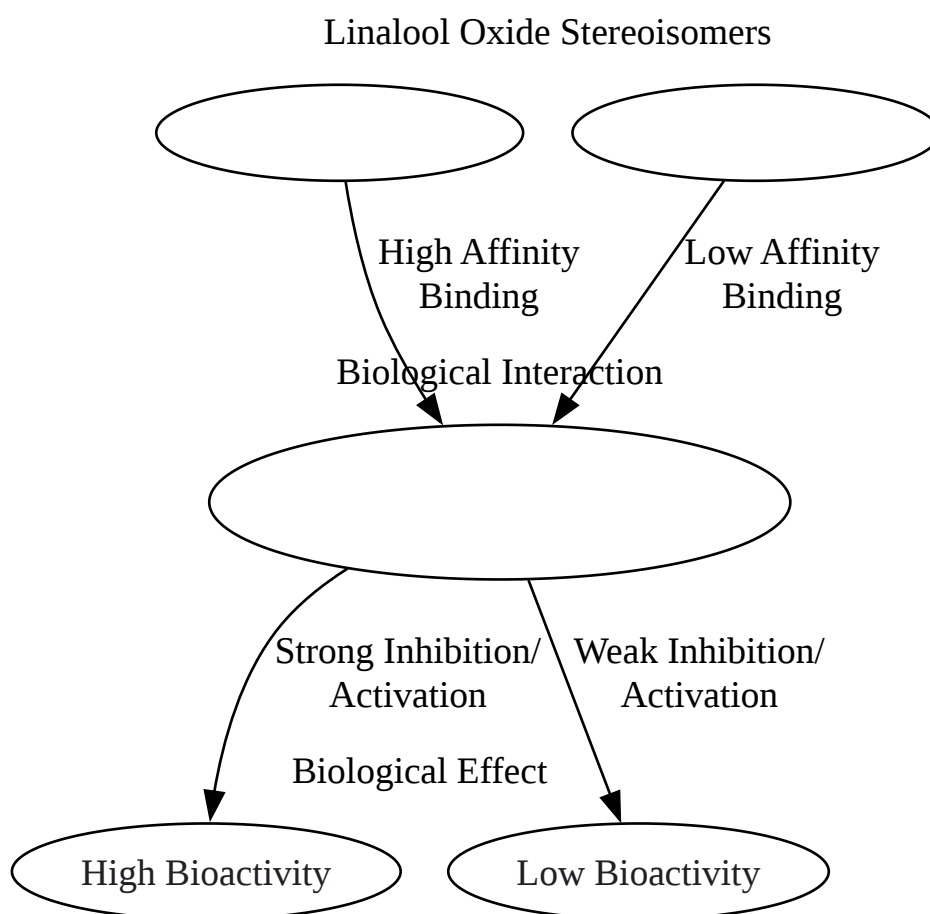 Linalool Oxide Stereoisomers
High Affinity
Binding
Low Affinity
Binding
Biological Interaction
Strong Inhibition/
Activation
Weak Inhibition/
Activation
Biological Effect
High Bioactivity
Low Bioactivity